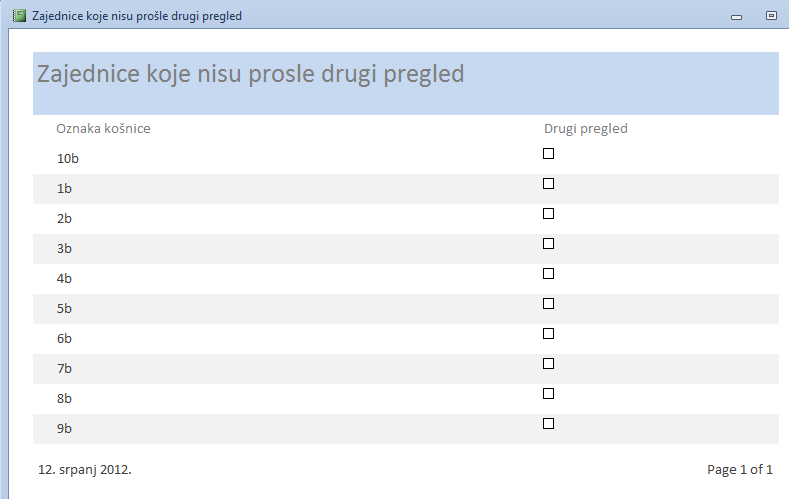 Zajednice koje nisu prošle drugi pregled
Zajednice koje nisu prosle drugi pregled
Oznaka košnice Drugi pregled
10b
1b
2b
3b
4b
5b
6b
7b
8b
9b
12. srpanj 2012. Page 1 of 1